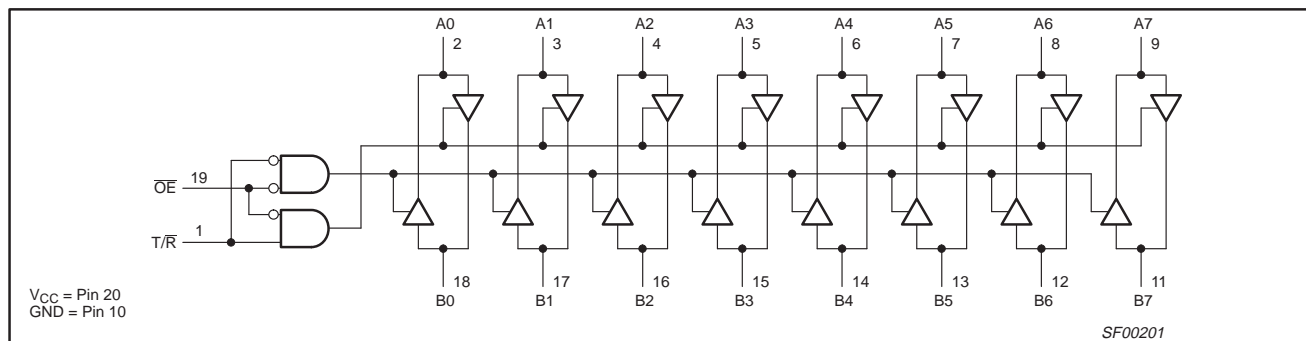 A0 A1 A2 A3 A4 A5 A6 A7
2 3 4 5 6 7 8 9
OE 19
T/R 1
18 17 16 15 14 13 12 11
B0 B1 B2 B3 B4 B5 B6 B7
VCC = Pin 20
GND = Pin 10
SF00201